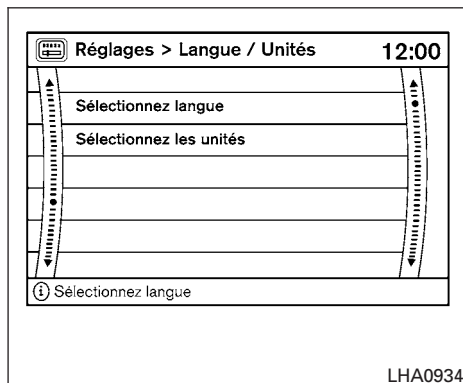 Réglages > Langue / Unités 12:00
Sélectionnez langue
Sélectionnez les unités
i Sélectionnez langue
LHA0934